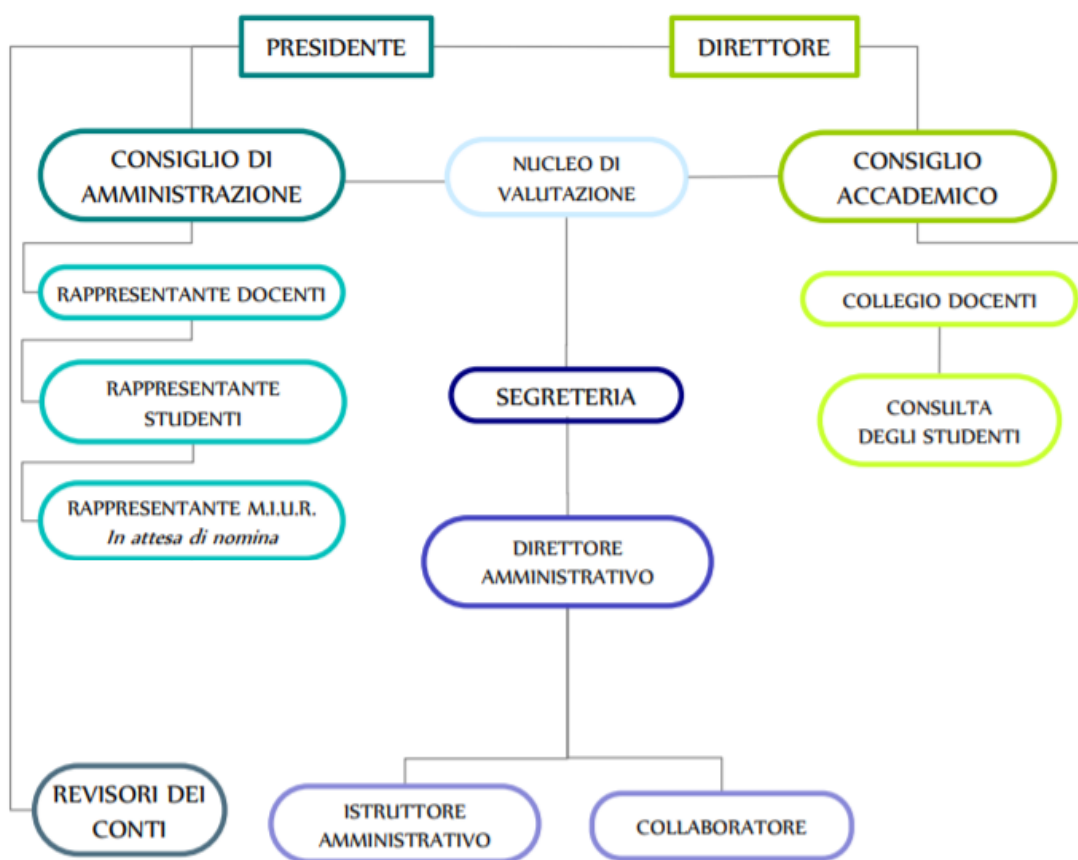 PRESIDENTE
DIRETTORE
CONSIGLIO DI
AMMINISTRAZIONE
NUCLEO DI
VALUTAZIONE
CONSIGLIO
ACCADEMICO
RAPPRESENTANTE DOCENTI
COLLEGIO DOCENTI
RAPPRESENTANTE
STUDENTI
SEGRETERIA
CONSULTA
DEGLI STUDENTI
RAPPRESENTANTE M.I.U.R.
In attesa di nomina
DIRETTORE
AMMINISTRATIVO
REVISORI DEI
CONTI
ISTRUTTORE
AMMINISTRATIVO
COLLABORATORE